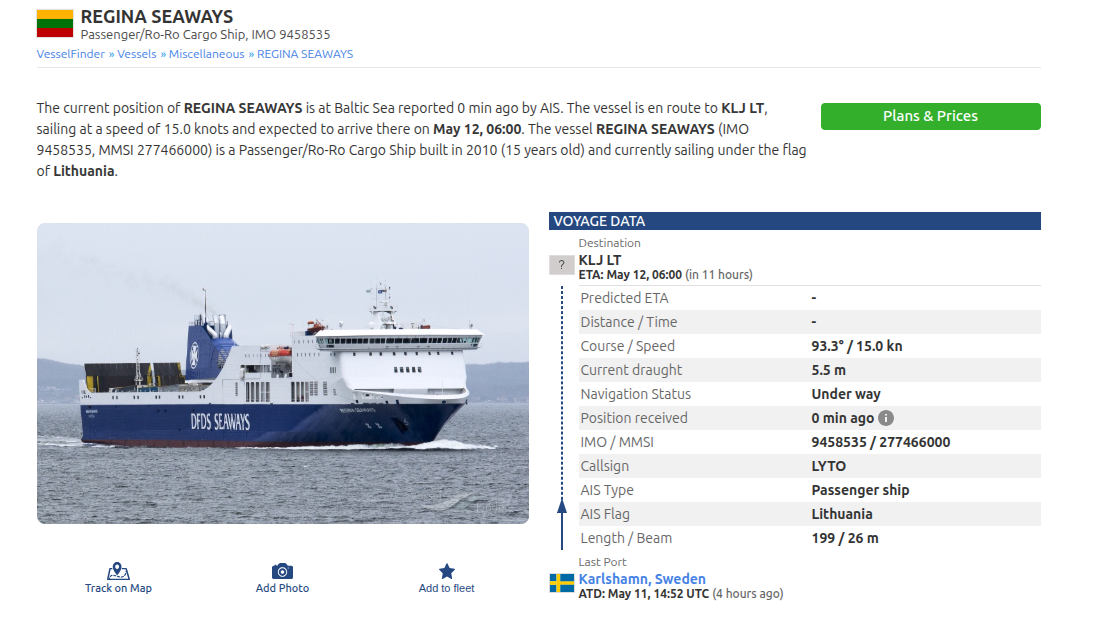 REGINA SEAWAYS
Passenger/Ro-Ro Cargo Ship, IMO 9458535
VesselFinder » Vessels » Miscellaneous » REGINA SEAWAYS
The current position of REGINA SEAWAYS is at Baltic Sea reported 0 min ago by AIS. The vessel is en route to KLJ LT,
sailing at a speed of 15.0 knots and expected to arrive there on May 12, 06:00. The vessel REGINA SEAWAYS (IMO
9458535, MMSI 277466000) is a Passenger/Ro-Ro Cargo Ship built in 2010 (15 years old) and currently sailing under the flag
of Lithuania.
Plans & Prices
DFDS SEAWAYS
REGINA SEAWAYS
Track on Map
Add Photo
Add to fleet
VOYAGE DATA
Destination
?
KLJ LT
ETA: May 12, 06:00 (in 11 hours)
Predicted ETA -
Distance / Time -
Course / Speed 93.3° / 15.0 kn
Current draught 5.5 m
Navigation Status Under way
Position received 0 min ago i
IMO / MMSI 9458535 / 277466000
Callsign LYTO
AIS Type Passenger ship
AIS Flag Lithuania
Length / Beam 199 / 26 m
Last Port
Karlshamn, Sweden
ATD: May 11, 14:52 UTC (4 hours ago)